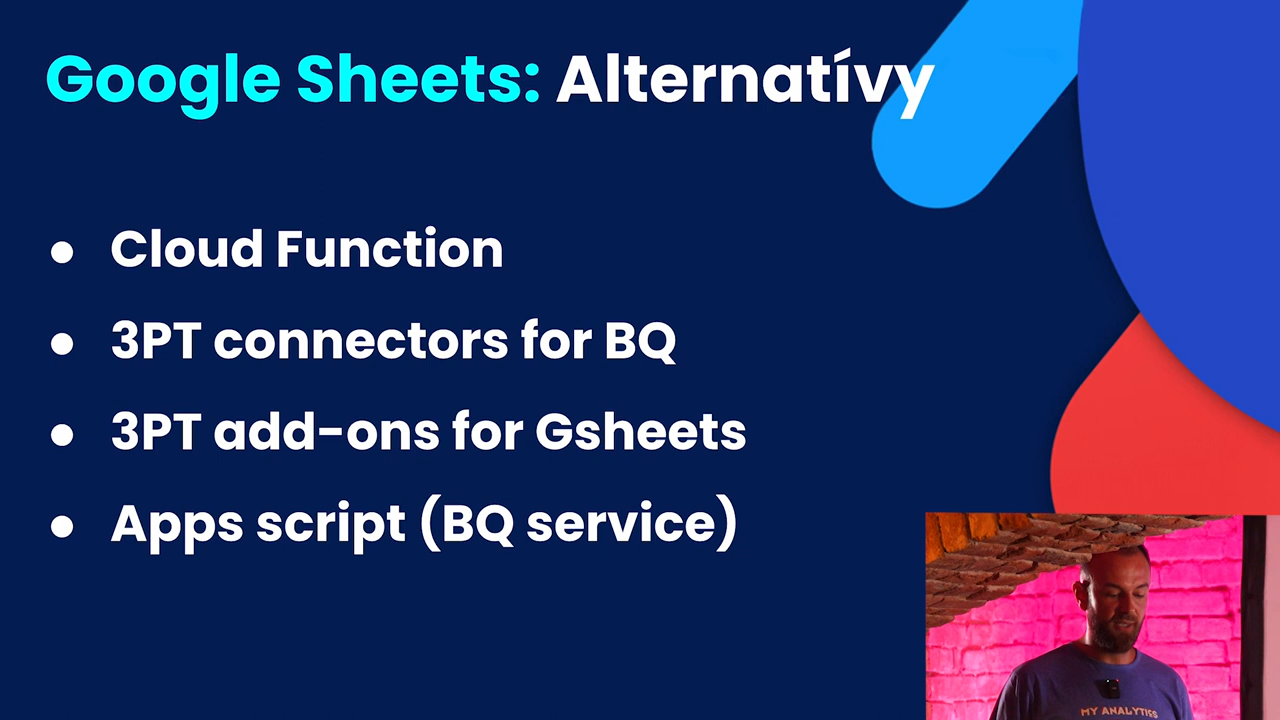 Google Sheets: Alternatívy
● Cloud Function
● 3PT connectors for BQ
● 3PT add-ons for Gsheets
● Apps script (BQ service)
MY ANALYTICS